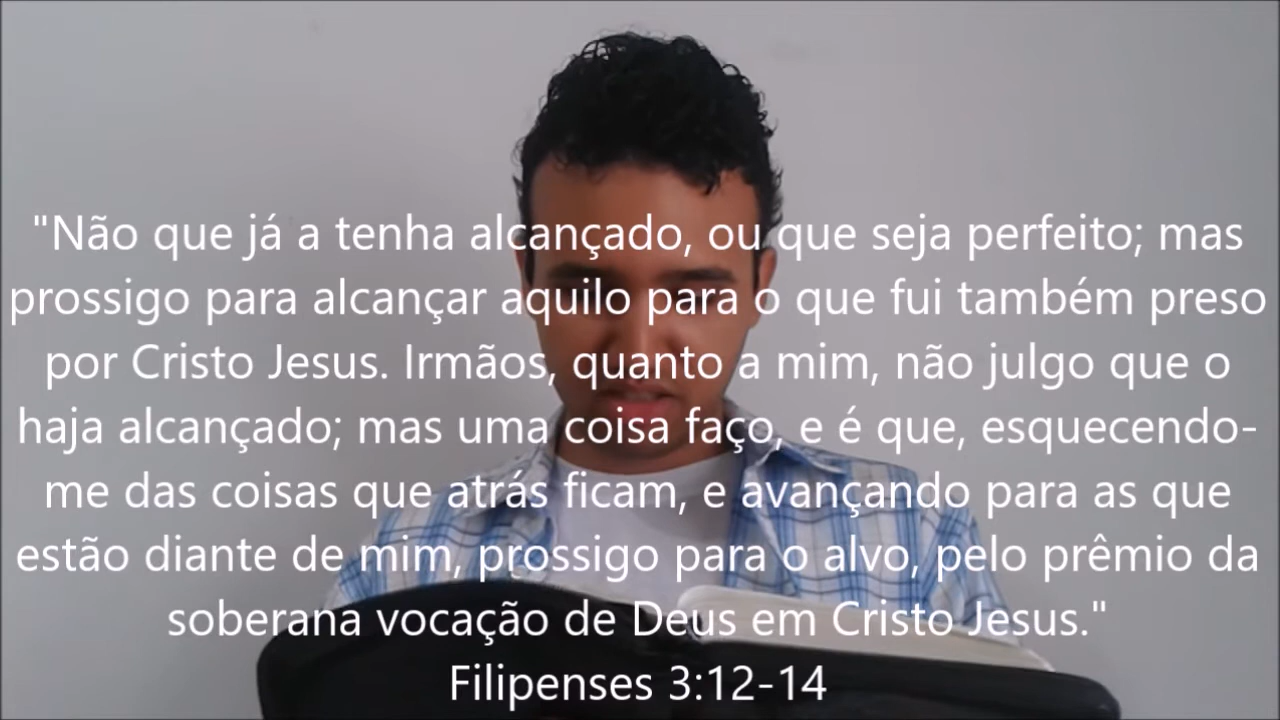 "Não que já a tenha alcançado, ou que seja perfeito; mas
prossigo para alcançar aquilo para o que fui também preso
por Cristo Jesus. Irmãos, quanto a mim, não julgo que o
haja alcançado; mas uma coisa faço, e é que, esquecendo-
me das coisas que atrás ficam, e avançando para as que
estão diante de mim, prossigo para o alvo, pelo prêmio da
soberana vocação de Deus em Cristo Jesus."
Filipenses 3:12-14